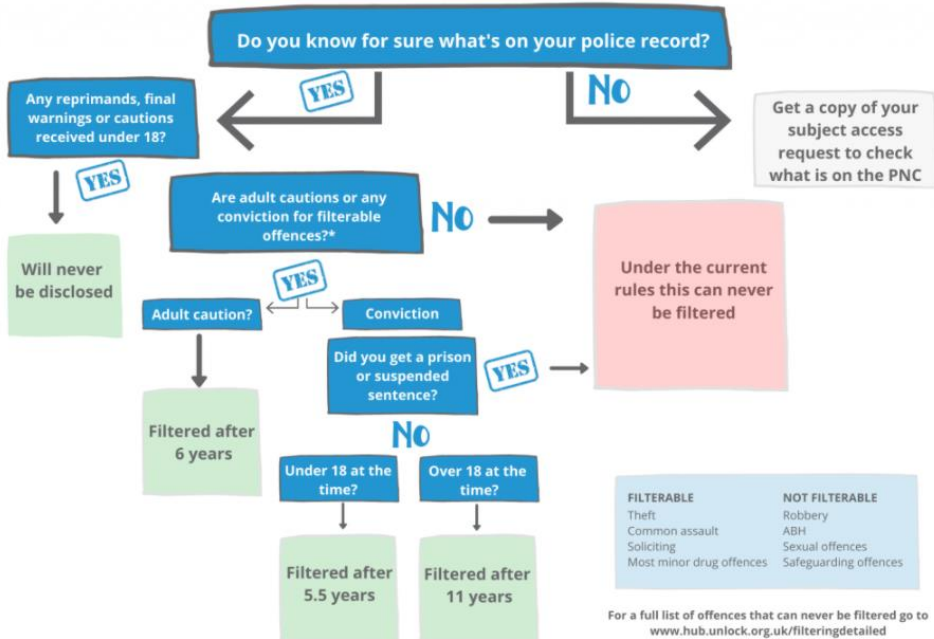 Do you know for sure what's on your police record?
YES
NO
Any reprimands, final
warnings or cautions
received under 18?
Get a copy of your
subject access
request to check
what is on the PNC
YES
Will never
be disclosed
Are adult cautions or any
conviction for filterable
offences?*
NO
Under the current
rules this can never
be filtered
YES
Adult caution?
Conviction
Filtered after
6 years
Did you get a prison
or suspended
sentence?
YES
NO
Under 18 at the
time?
Over 18 at the
time?
Filtered after
5.5 years
Filtered after
11 years
FILTERABLE
Theft
Common assault
Soliciting
Most minor drug offences
NOT FILTERABLE
Robbery
ABH
Sexual offences
Safeguarding offences
For a full list of offences that can never be filtered go to
www.hub.unlock.org.uk/filteringdetailed